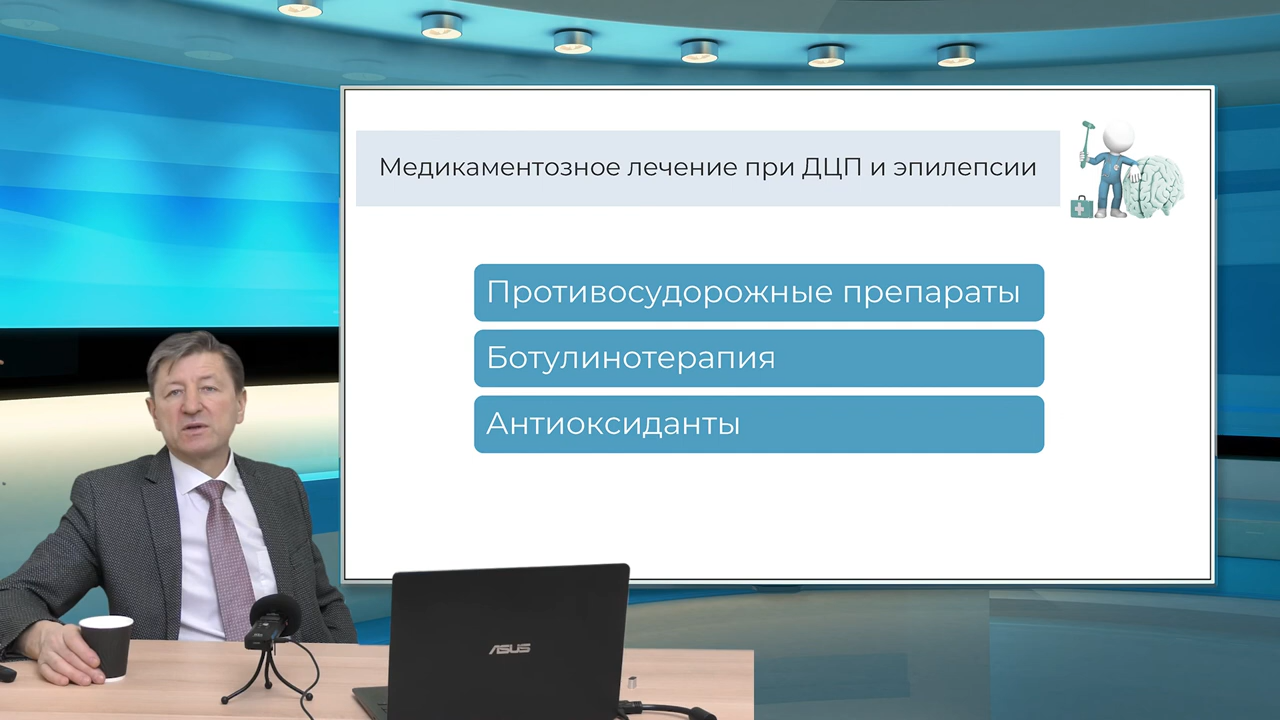 Медикаментозное лечение при ДЦП и эпилепсии
Противосудорожные препараты
Ботулинотерапия
Антиоксиданты
ASUS